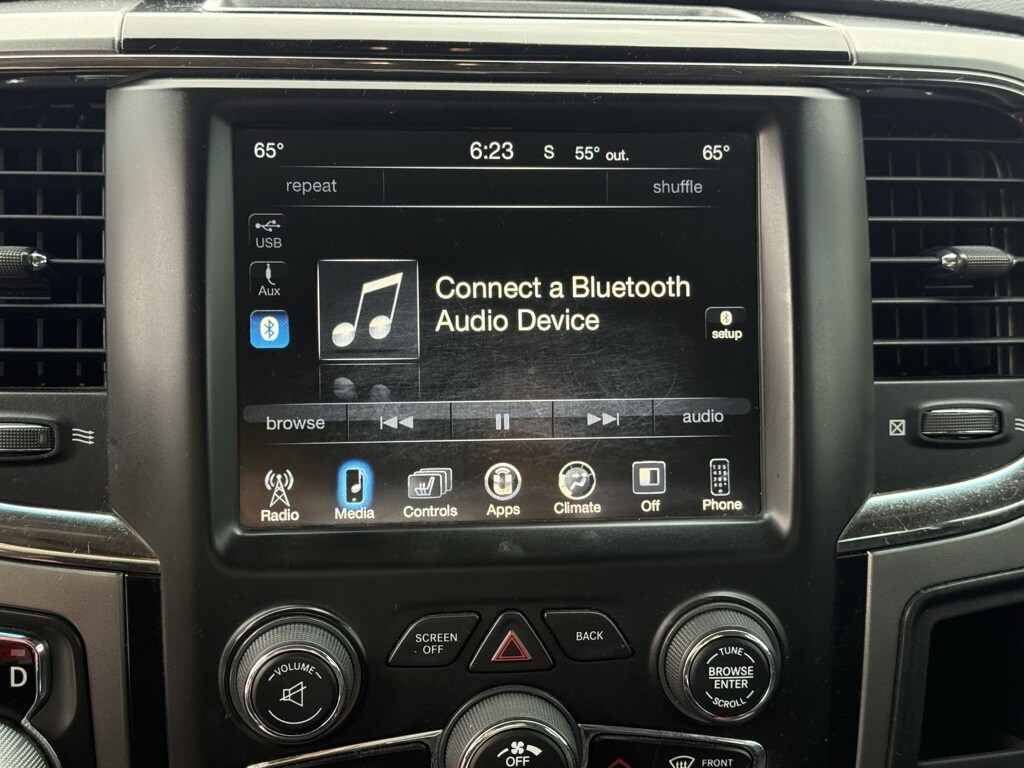 65° 6:23 S 55° out. 65°
repeat shuffle
USB
Aux
Connect a Bluetooth
Audio Device
setup
browse audio
Radio Media Controls Apps Climate Off Phone
SCREEN
OFF
BACK
VOLUME
TUNE
BROWSE
ENTER
SCROLL
D
OFF
FRONT